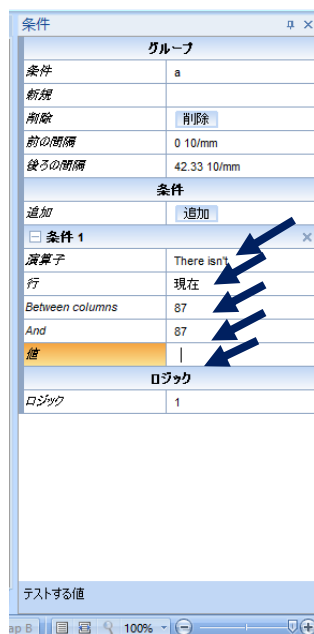 条件
グループ
条件 a
新規
削除 削除
前の間隔 0 10/mm
後ろの間隔 42.33 10/mm
条件
追加 追加
条件 1
演算子 There isn't
行 現在
Between columns 87
And 87
値
ロジック
ロジック 1
テストする値
ap B 100%